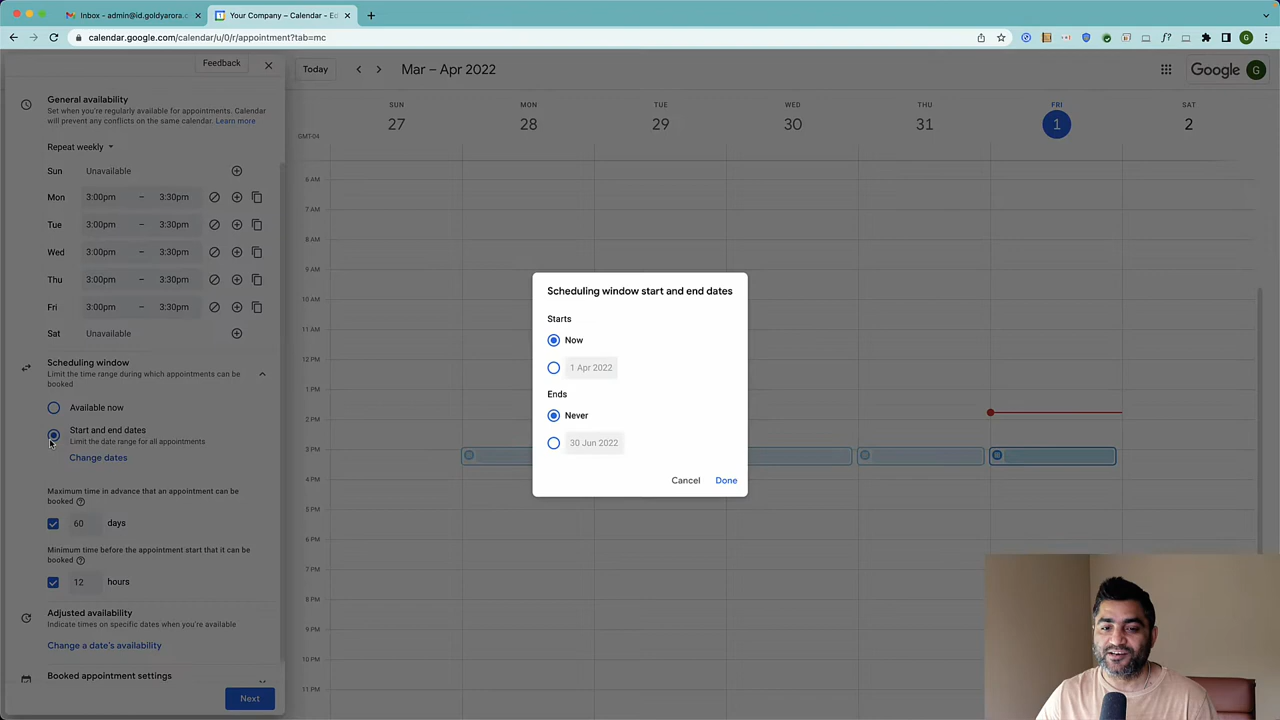 Inbox - admin@id.goldyarora.c
Your Company – Calendar - Ed
calendar.google.com/calendar/u/0/r/appointment?tab=mc
G
Feedback
Today
Mar – Apr 2022
Google
G
General availability
Set when you're regularly available for appointments. Calendar
will prevent any conflicts on the same calendar. Learn more
Repeat weekly
Sun Unavailable
Mon 3:00pm – 3:30pm
Tue 3:00pm – 3:30pm
Wed 3:00pm – 3:30pm
Thu 3:00pm – 3:30pm
Fri 3:00pm – 3:30pm
Sat Unavailable
Scheduling window
Limit the time range during which appointments can be
booked
Available now
Start and end dates
Limit the date range for all appointments
Change dates
Maximum time in advance that an appointment can be
booked
60 days
Minimum time before the appointment start that it can be
booked
12 hours
Adjusted availability
Indicate times on specific dates when you're available
Change a date's availability
Booked appointment settings
Next
SUN MON TUE WED THU FRI SAT
27 28 29 30 31 1 2
GMT-04
6 AM
7 AM
8 AM
9 AM
10 AM
11 AM
12 PM
1 PM
2 PM
3 PM
4 PM
5 PM
6 PM
7 PM
8 PM
9 PM
10 PM
11 PM
Scheduling window start and end dates
Starts
Now
1 Apr 2022
Ends
Never
30 Jun 2022
Cancel Done